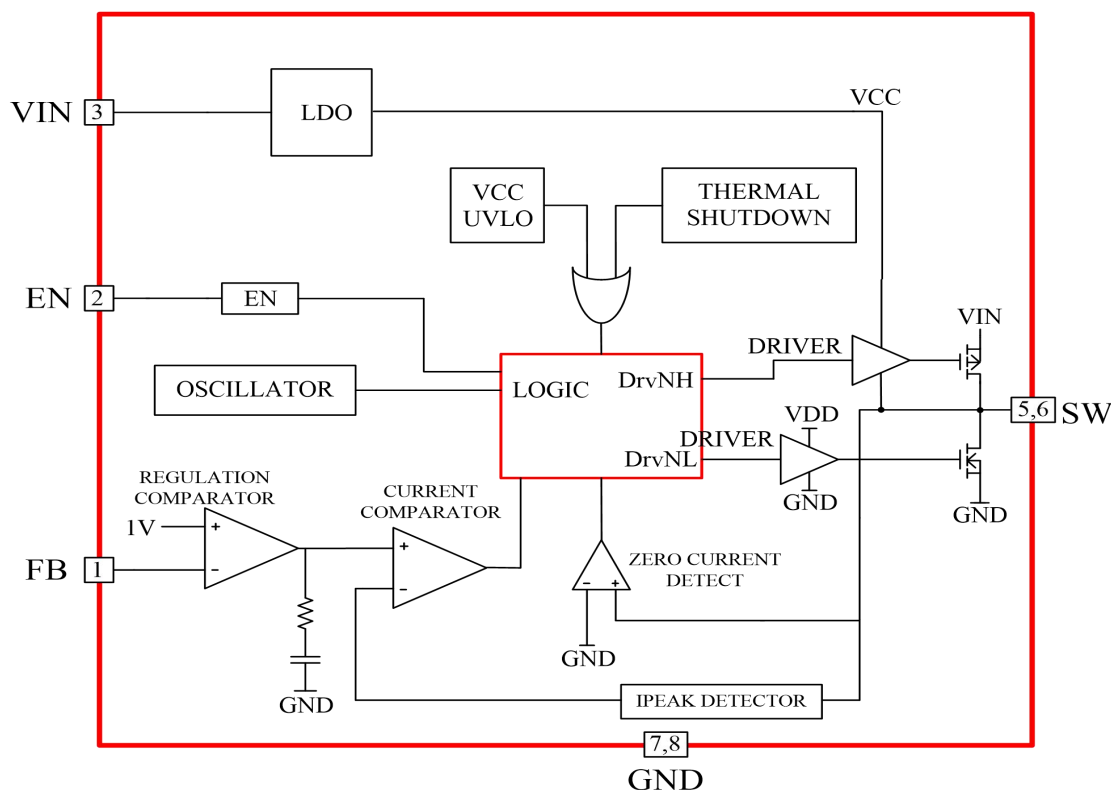 VIN
3
LDO
VCC
VCC
UVLO
THERMAL
SHUTDOWN
EN
2
EN
VIN
DRIVER
OSCILLATOR
LOGIC
DrvNH
5,6
SW
VDD
DRIVER
DrvNL
GND
GND
REGULATION
COMPARATOR
CURRENT
COMPARATOR
1V
+
-
+
-
FB
1
ZERO CURRENT
DETECT
-
+
GND
GND
IPEAK DETECTOR
7,8
GND